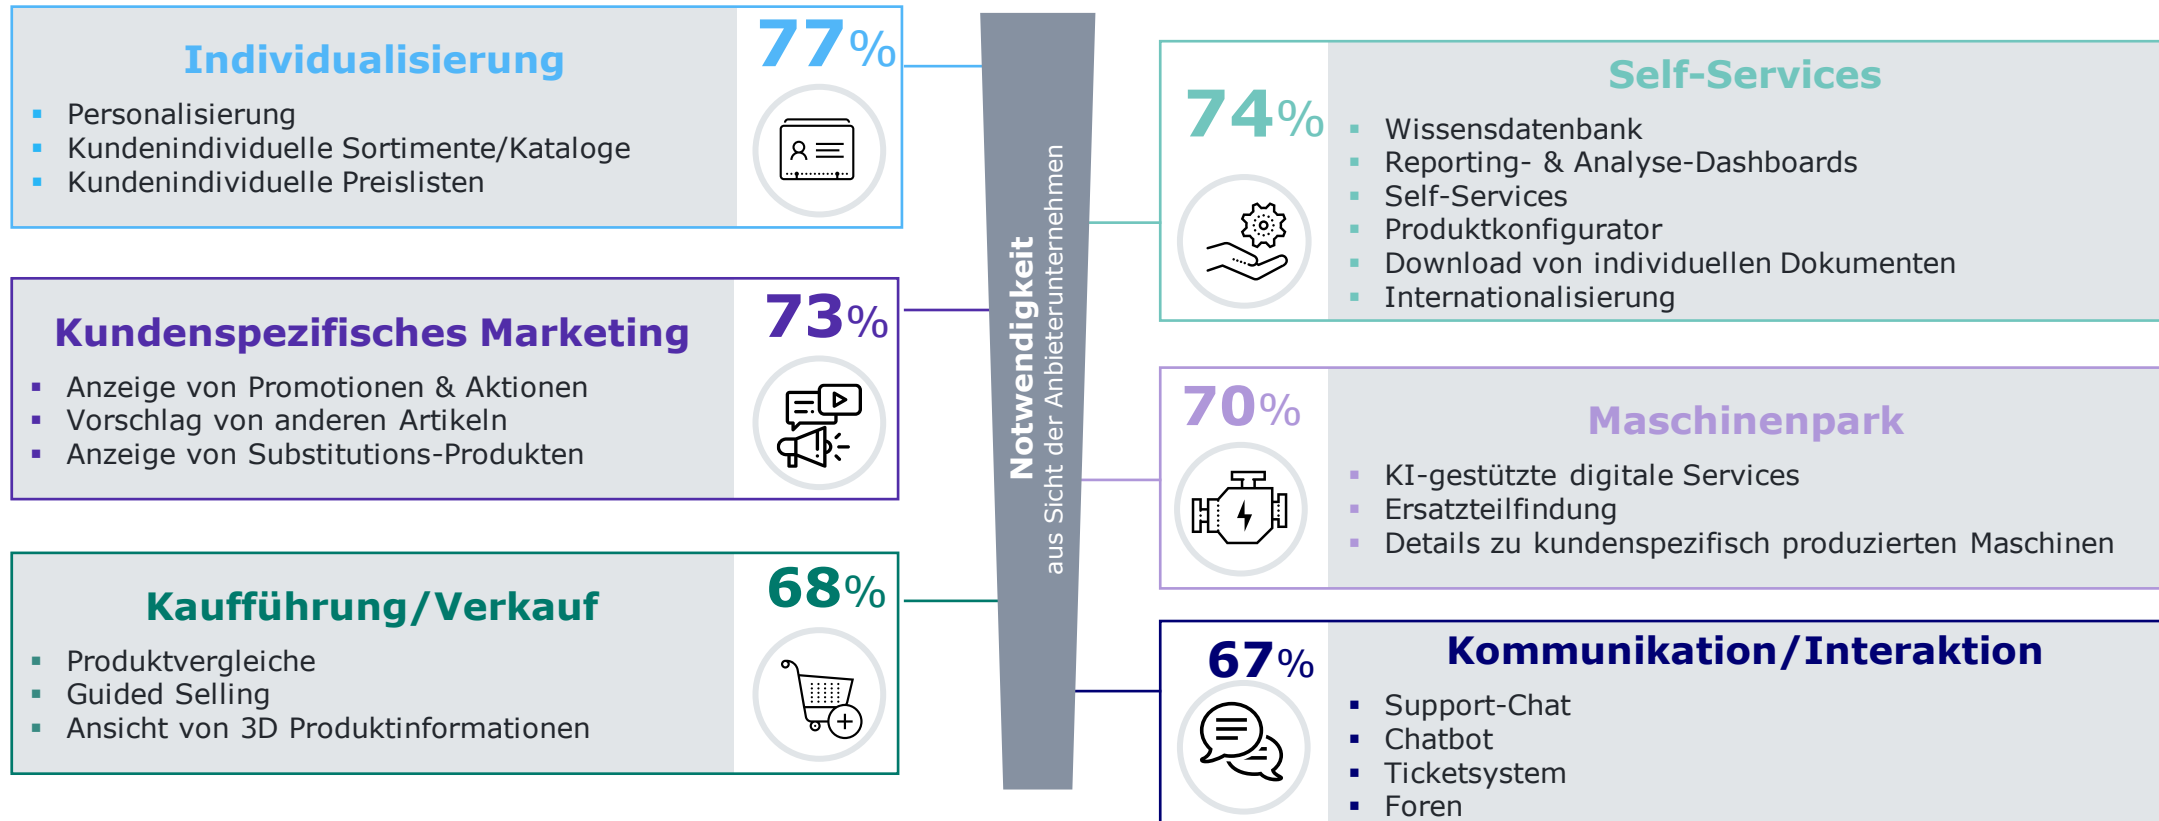 Individualisierung
77%
Personalisierung
Kundenindividuelle Sortimente/Kataloge
Kundenindividuelle Preislisten
Kundenspezifisches Marketing
73%
Anzeige von Promotionen & Aktionen
Vorschlag von anderen Artikeln
Anzeige von Substitutions-Produkten
Kaufführung/Verkauf
68%
Produktvergleiche
Guided Selling
Ansicht von 3D Produktinformationen
Notwendigkeit
aus Sicht der Anbieterunternehmen
Self-Services
74%
Wissensdatenbank
Reporting- & Analyse-Dashboards
Self-Services
Produktkonfigurator
Download von individuellen Dokumenten
Internationalisierung
70%
Maschinenpark
KI-gestützte digitale Services
Ersatzteilfindung
Details zu kundenspezifisch produzierten Maschinen
67%
Kommunikation/Interaktion
Support-Chat
Chatbot
Ticketsystem
Foren